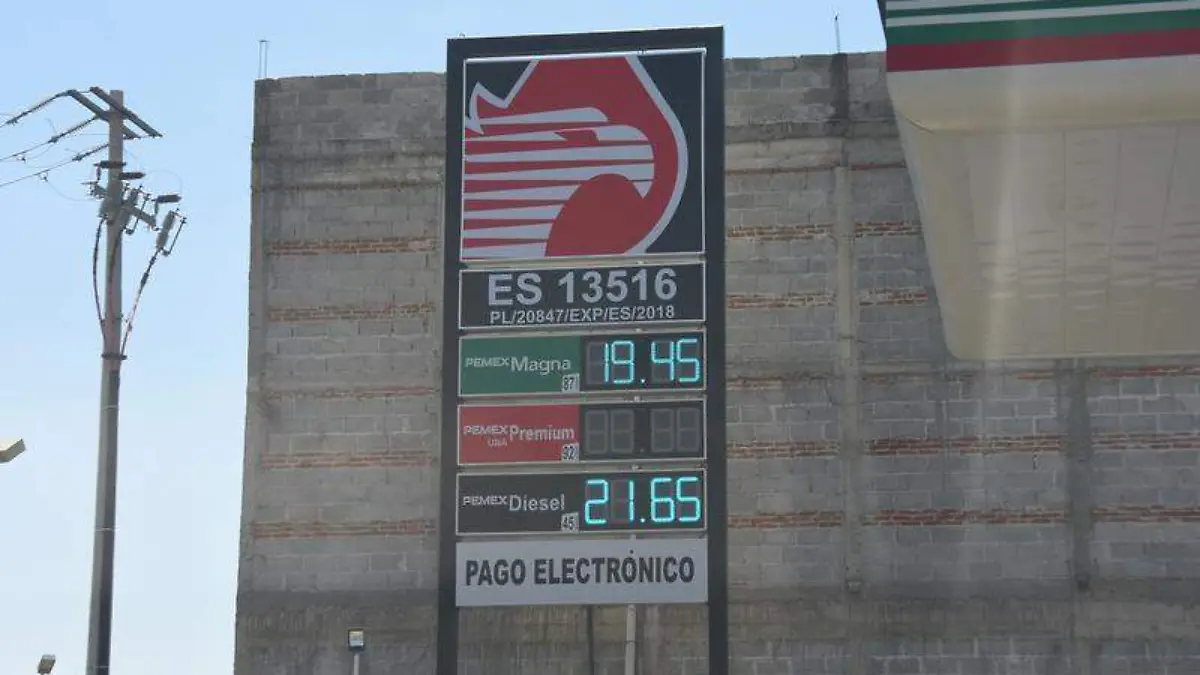 ES 13516
PL/20847/EXP/ES/2018
PEMEX Magna 87 19.45
PEMEX UBA Premium 92
PEMEX Diesel 45 21.65
PAGO ELECTRÓNICO